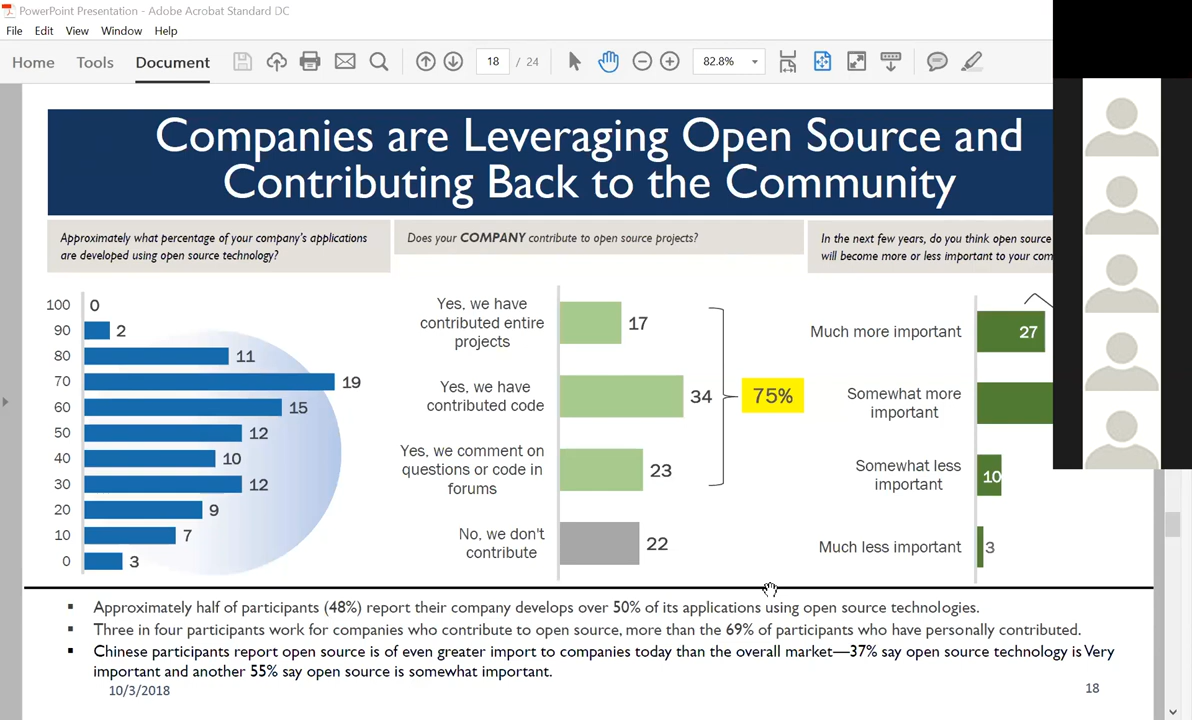 PowerPoint Presentation - Adobe Acrobat Standard DC
File Edit View Window Help
Home Tools Document 18 / 24 82.8%
Companies are Leveraging Open Source and
Contributing Back to the Community
Approximately what percentage of your company's applications
are developed using open source technology?
100 0
90 2
80 11
70 19
60 15
50 12
40 10
30 12
20 9
10 7
0 3
Does your COMPANY contribute to open source projects?
Yes, we have
contributed entire
projects
17
Yes, we have
contributed code
34
Yes, we comment on
questions or code in
forums
23
No, we don't
contribute
22
75%
In the next few years, do you think open source
will become more or less important to your com
Much more important 27
Somewhat more
important
Somewhat less
important
10
Much less important 3
▪ Approximately half of participants (48%) report their company develops over 50% of its applications using open source technologies.
▪ Three in four participants work for companies who contribute to open source, more than the 69% of participants who have personally contributed.
▪ Chinese participants report open source is of even greater import to companies today than the overall market—37% say open source technology is Very
important and another 55% say open source is somewhat important.
10/3/2018 18